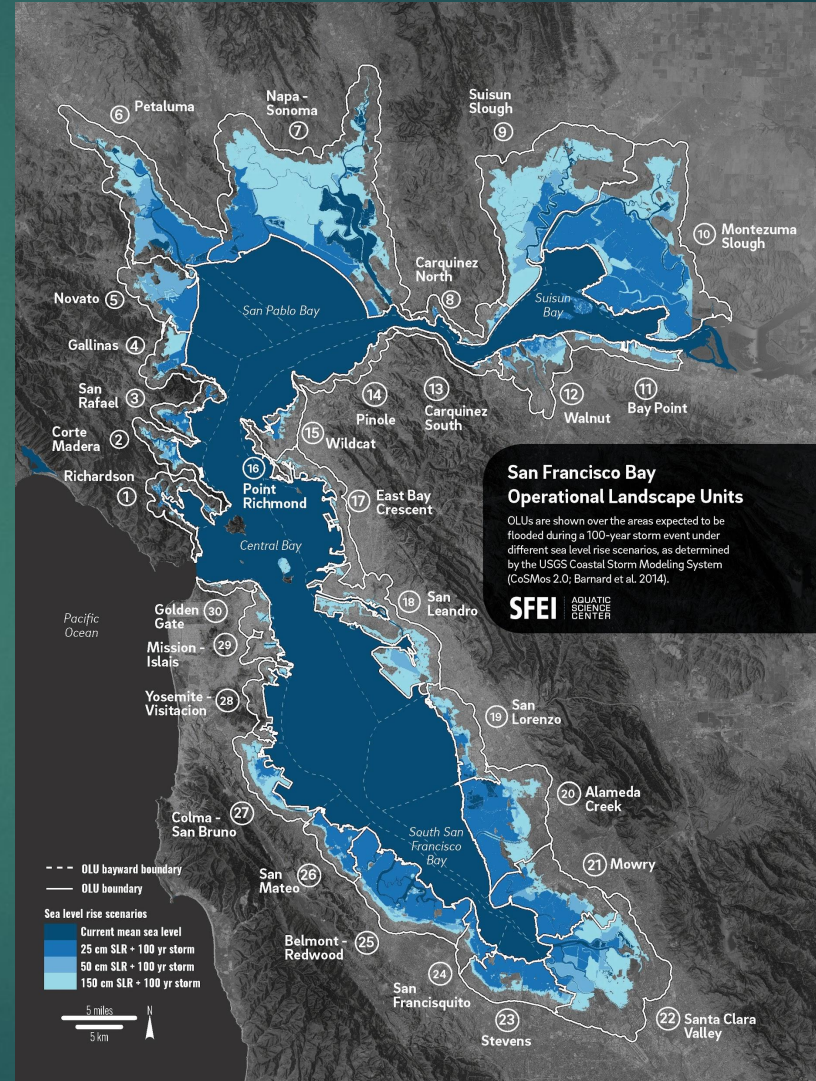 6
Petaluma
Napa -
Sonoma
7
Suisun
Slough
9
10
Montezuma
Slough
Carquinez
North
8
Suisun
Bay
San Pablo Bay
Novato
5
Gallinas
4
San
Rafael
3
Corte
Madera
2
Richardson
1
14
Pinole
13
Carquinez
South
12
Walnut
11
Bay Point
15
Wildcat
16
Point
Richmond
17
East Bay
Crescent
Central Bay
San Francisco Bay
Operational Landscape Units
OLUs are shown over the areas expected to be
flooded during a 100-year storm event under
different sea level rise scenarios, as determined
by the USGS Coastal Storm Modeling System
(CoSMos 2.0; Barnard et al. 2014).
SFEI
AQUATIC
SCIENCE
CENTER
Pacific
Ocean
Golden
Gate
30
Mission -
Islais
29
Yosemite -
Visitacion
28
18
San
Leandro
19
San
Lorenzo
20
Alameda
Creek
21
Mowry
Colma -
San Bruno
27
South San
Francisco
Bay
San
Mateo
26
Belmont -
Redwood
25
24
San
Francisquito
23
Stevens
22
Santa Clara
Valley
OLU bayward boundary
OLU boundary
Sea level rise scenarios
Current mean sea level
25 cm SLR + 100 yr storm
50 cm SLR + 100 yr storm
150 cm SLR + 100 yr storm
5 miles
5 km
N